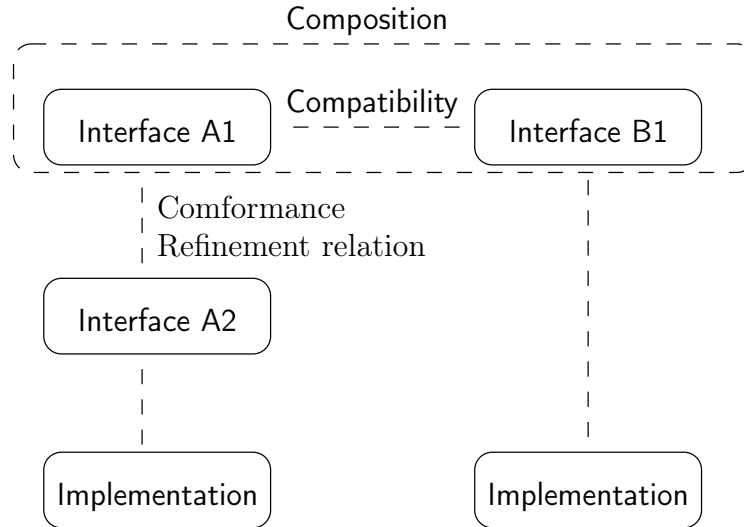 Composition
Compatibility
Interface A1
Interface B1
Comformance
Refinement relation
Interface A2
Implementation
Implementation